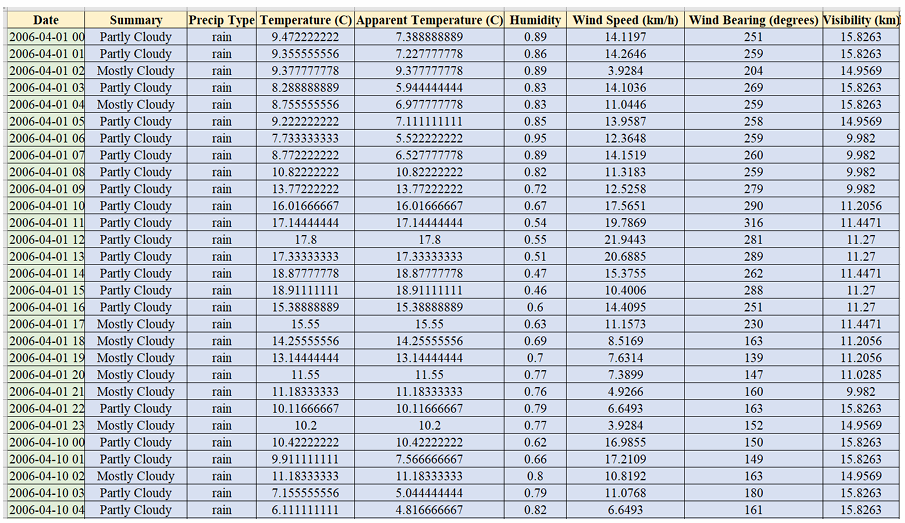 Date Summary Precip Type Temperature (C) Apparent Temperature (C) Humidity Wind Speed (km/h) Wind Bearing (degrees) Visibility (km)
2006-04-01 00 Partly Cloudy rain 9.472222222 7.388888889 0.89 14.1197 251 15.8263
2006-04-01 01 Partly Cloudy rain 9.355555556 7.227777778 0.86 14.2646 259 15.8263
2006-04-01 02 Mostly Cloudy rain 9.377777778 9.377777778 0.89 3.9284 204 14.9569
2006-04-01 03 Partly Cloudy rain 8.288888889 5.944444444 0.83 14.1036 269 15.8263
2006-04-01 04 Mostly Cloudy rain 8.755555556 6.977777778 0.83 11.0446 259 15.8263
2006-04-01 05 Partly Cloudy rain 9.222222222 7.111111111 0.85 13.9587 258 14.9569
2006-04-01 06 Partly Cloudy rain 7.733333333 5.522222222 0.95 12.3648 259 9.982
2006-04-01 07 Partly Cloudy rain 8.772222222 6.527777778 0.89 14.1519 260 9.982
2006-04-01 08 Partly Cloudy rain 10.82222222 10.82222222 0.82 11.3183 259 9.982
2006-04-01 09 Partly Cloudy rain 13.77222222 13.77222222 0.72 12.5258 279 9.982
2006-04-01 10 Partly Cloudy rain 16.01666667 16.01666667 0.67 17.5651 290 11.2056
2006-04-01 11 Partly Cloudy rain 17.14444444 17.14444444 0.54 19.7869 316 11.4471
2006-04-01 12 Partly Cloudy rain 17.8 17.8 0.55 21.9443 281 11.27
2006-04-01 13 Partly Cloudy rain 17.33333333 17.33333333 0.51 20.6885 289 11.27
2006-04-01 14 Partly Cloudy rain 18.87777778 18.87777778 0.47 15.3755 262 11.4471
2006-04-01 15 Partly Cloudy rain 18.91111111 18.91111111 0.46 10.4006 288 11.27
2006-04-01 16 Partly Cloudy rain 15.38888889 15.38888889 0.6 14.4095 251 11.27
2006-04-01 17 Mostly Cloudy rain 15.55 15.55 0.63 11.1573 230 11.4471
2006-04-01 18 Mostly Cloudy rain 14.25555556 14.25555556 0.69 8.5169 163 11.2056
2006-04-01 19 Mostly Cloudy rain 13.14444444 13.14444444 0.7 7.6314 139 11.2056
2006-04-01 20 Mostly Cloudy rain 11.55 11.55 0.77 7.3899 147 11.0285
2006-04-01 21 Mostly Cloudy rain 11.18333333 11.18333333 0.76 4.9266 160 9.982
2006-04-01 22 Partly Cloudy rain 10.11666667 10.11666667 0.79 6.6493 163 15.8263
2006-04-01 23 Mostly Cloudy rain 10.2 10.2 0.77 3.9284 152 14.9569
2006-04-10 00 Partly Cloudy rain 10.42222222 10.42222222 0.62 16.9855 150 15.8263
2006-04-10 01 Partly Cloudy rain 9.911111111 7.566666667 0.66 17.2109 149 15.8263
2006-04-10 02 Mostly Cloudy rain 11.18333333 11.18333333 0.8 10.8192 163 14.9569
2006-04-10 03 Partly Cloudy rain 7.155555556 5.044444444 0.79 11.0768 180 15.8263
2006-04-10 04 Partly Cloudy rain 6.111111111 4.816666667 0.82 6.6493 161 15.8263